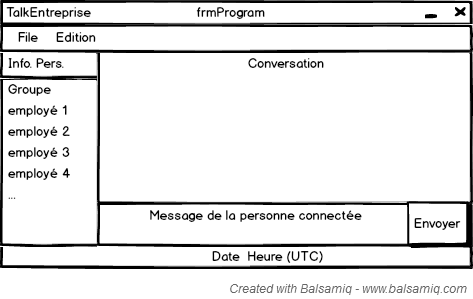 TalkEntreprise frmProgram
File Edition
Info. Pers.
Conversation
Groupe
employé 1
employé 2
employé 3
employé 4
...
Message de la personne connectée
Envoyer
Date Heure (UTC)
Created with Balsamiq - www.balsamiq.com